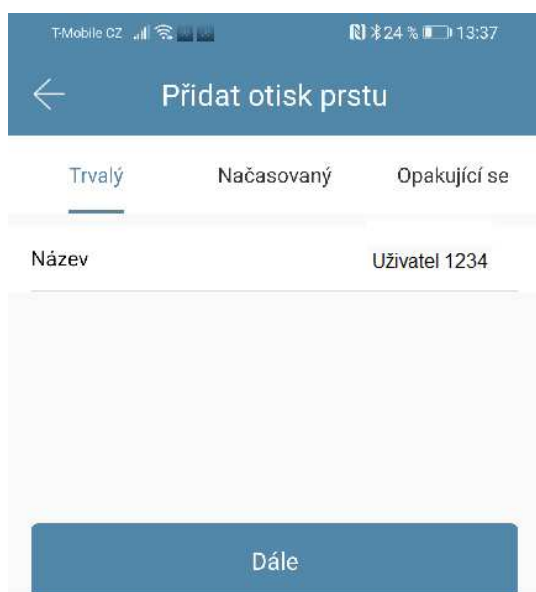 T-Mobile CZ 24 % 13:37
Přidat otisk prstu
Trvalý Načasovaný Opakující se
Název Uživatel 1234
Dále